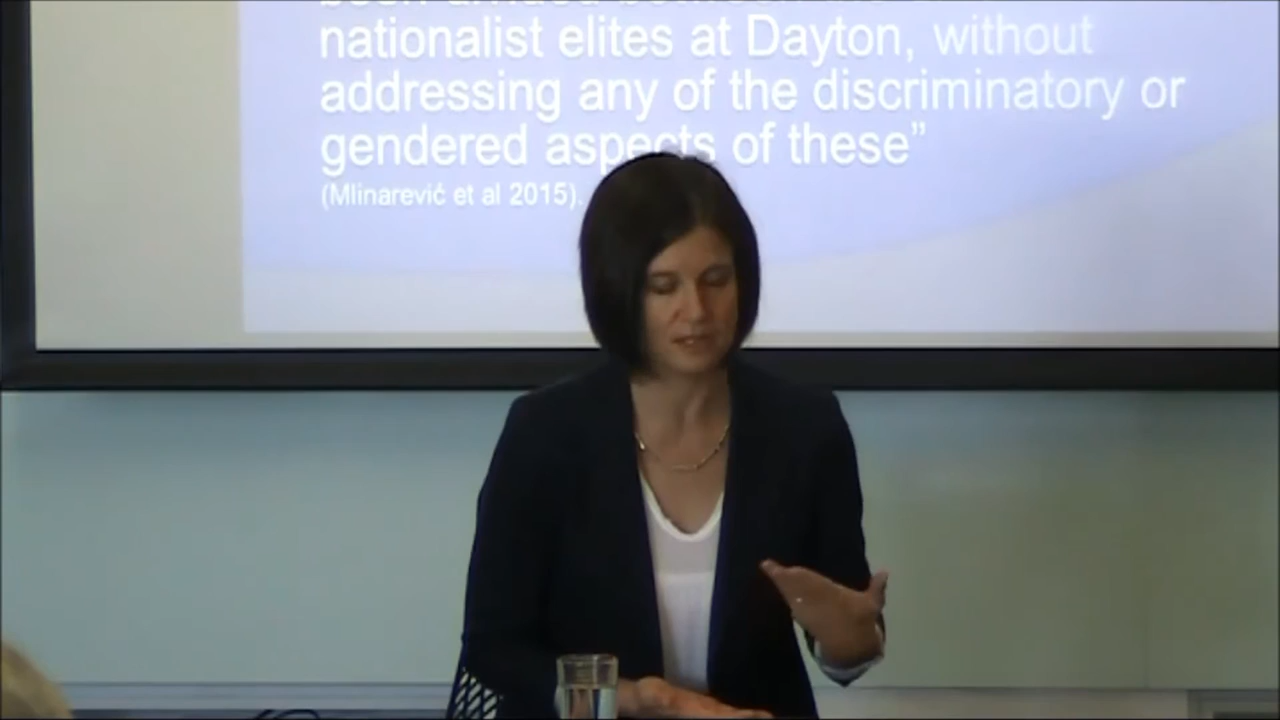 nationalist elites at Dayton, without
addressing any of the discriminatory or
gendered aspects of these”
(Mlinarević et al 2015).